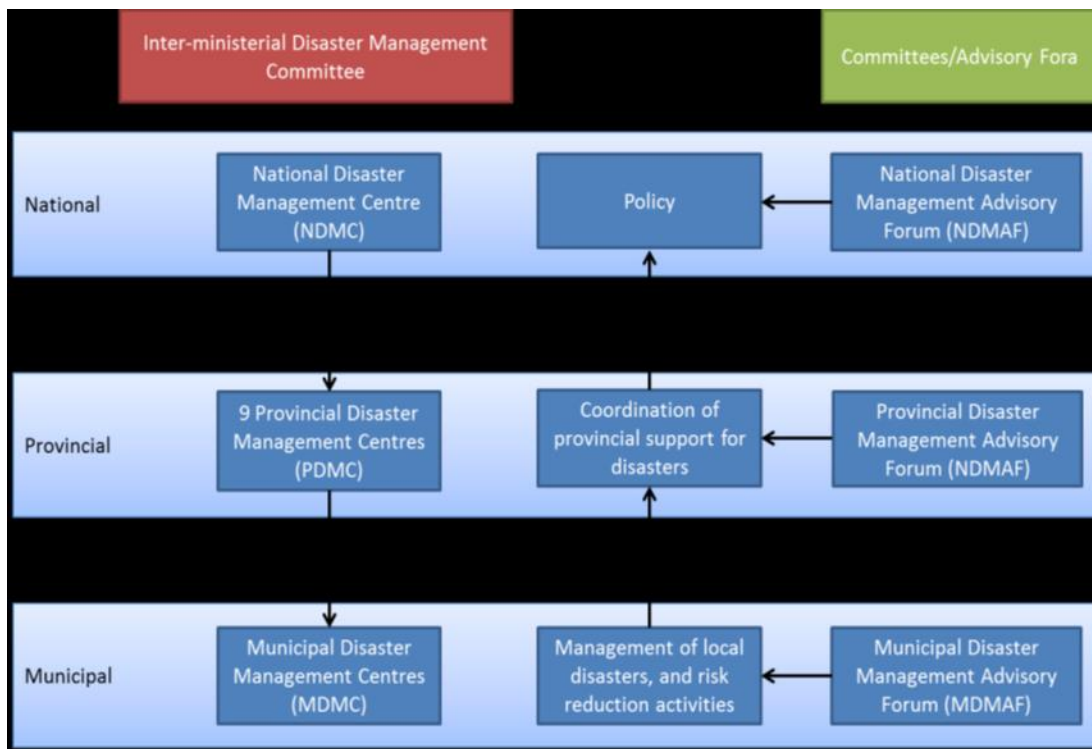 Inter-ministerial Disaster Management
Committee
Committees/Advisory Fora
National
National Disaster
Management Centre
(NDMC)
Policy
National Disaster
Management Advisory
Forum (NDMAF)
Provincial
9 Provincial Disaster
Management Centres
(PDMC)
Coordination of
provincial support for
disasters
Provincial Disaster
Management Advisory
Forum (NDMAF)
Municipal
Municipal Disaster
Management Centres
(MDMC)
Management of local
disasters, and risk
reduction activities
Municipal Disaster
Management Advisory
Forum (MDMAF)